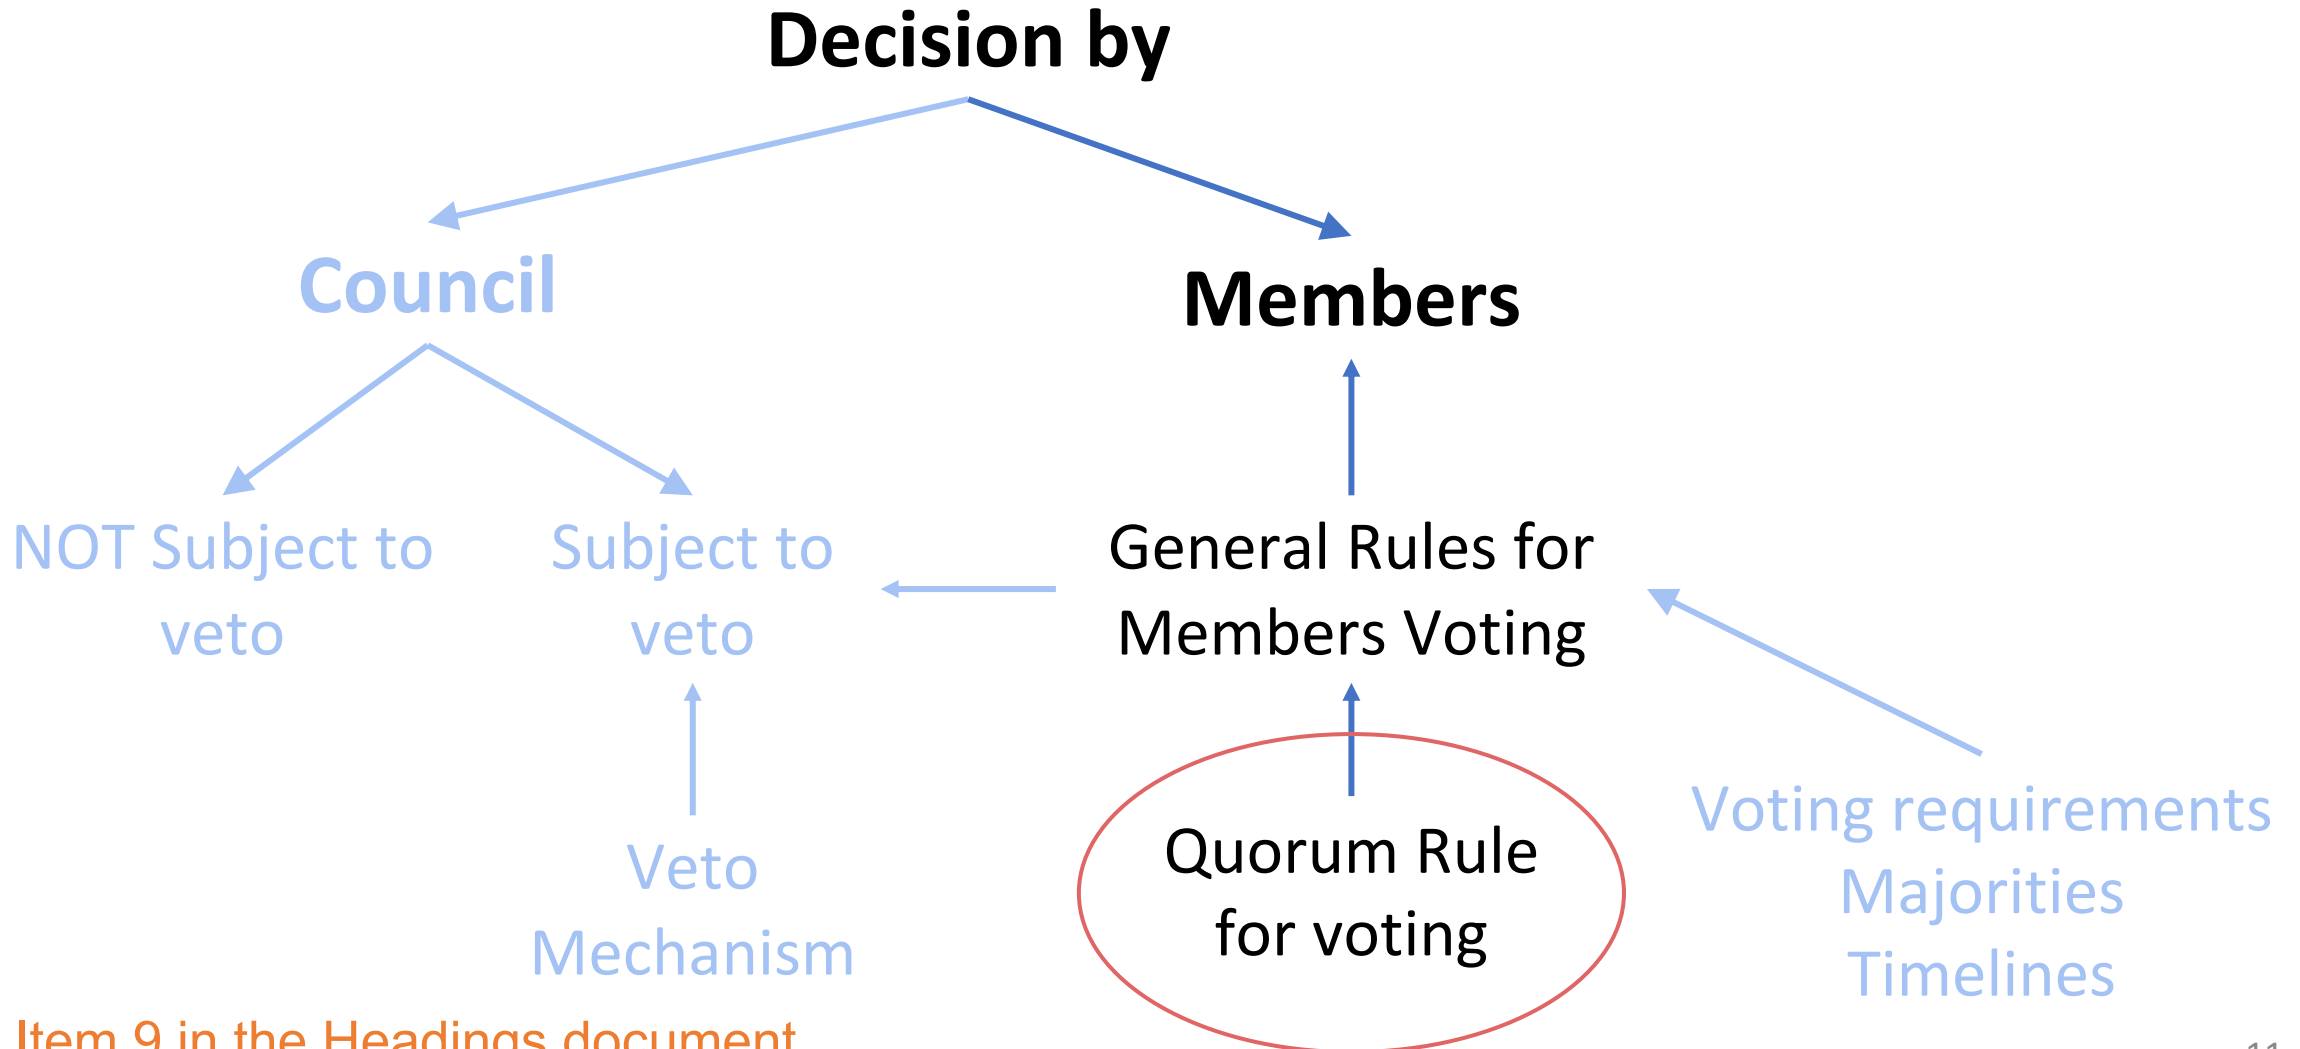 Decision by
Council
Members
NOT Subject to
veto
Subject to
veto
General Rules for
Members Voting
Veto
Mechanism
Quorum Rule
for voting
Voting requirements
Majorities
Timelines
Item 9 in the Headings document
11